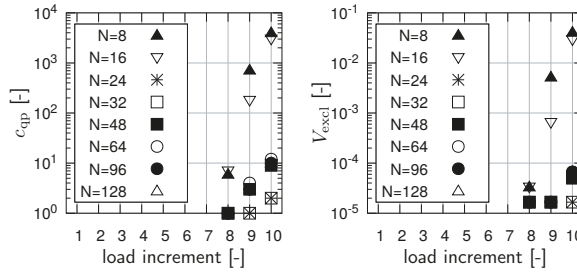 10⁴
10³
10²
10¹
10⁰
c_qp [-]
N=8
N=16
N=24
N=32
N=48
N=64
N=96
N=128
1 2 3 4 5 6 7 8 9 10
load increment [-]
10⁻¹
10⁻²
10⁻³
10⁻⁴
10⁻⁵
V_excl [-]
N=8
N=16
N=24
N=32
N=48
N=64
N=96
N=128
1 2 3 4 5 6 7 8 9 10
load increment [-]